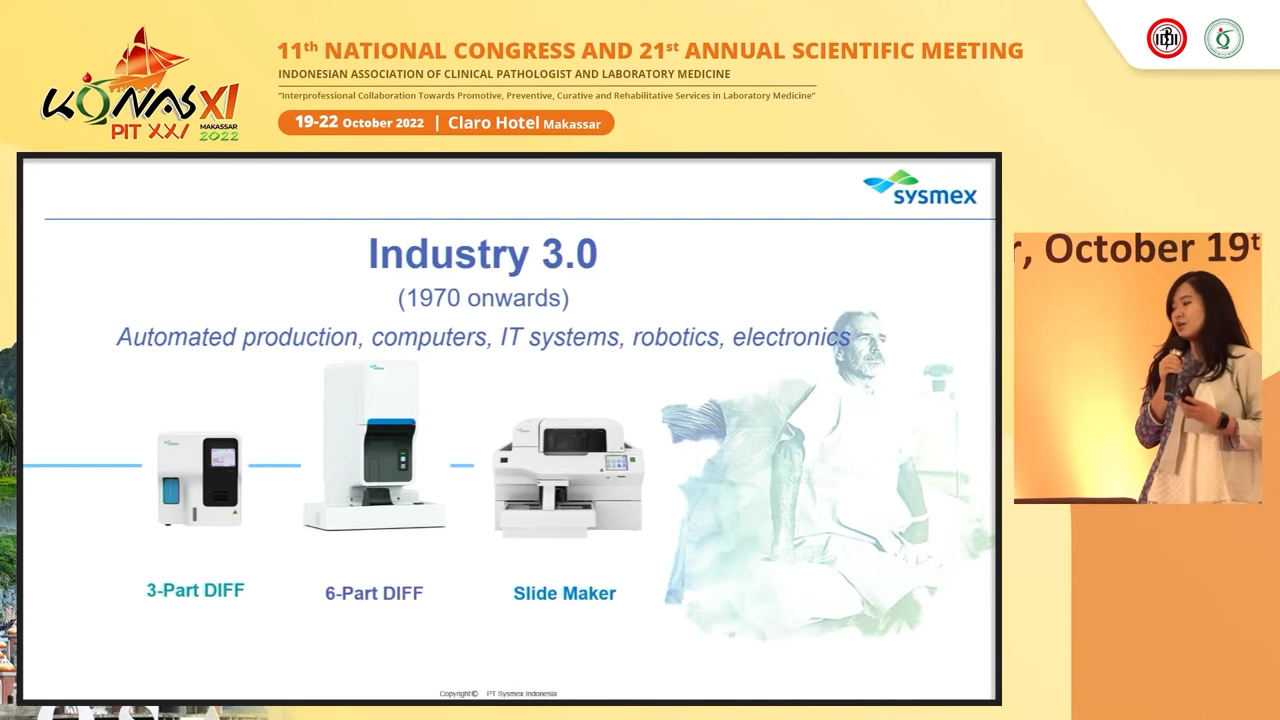 11th NATIONAL CONGRESS AND 21st ANNUAL SCIENTIFIC MEETING
INDONESIAN ASSOCIATION OF CLINICAL PATHOLOGIST AND LABORATORY MEDICINE
"Interprofessional Collaboration Towards Promotive, Preventive, Curative and Rehabilitative Services in Laboratory Medicine"
19-22 October 2022 | Claro Hotel Makassar
KONAS XI
PIT XXI
MAKASSAR
2022
IDI
sysmex
Industry 3.0
(1970 onwards)
Automated production, computers, IT systems, robotics, electronics
3-Part DIFF
6-Part DIFF
Slide Maker
Copyright© PT Sysmex Indonesia
r, October 19t